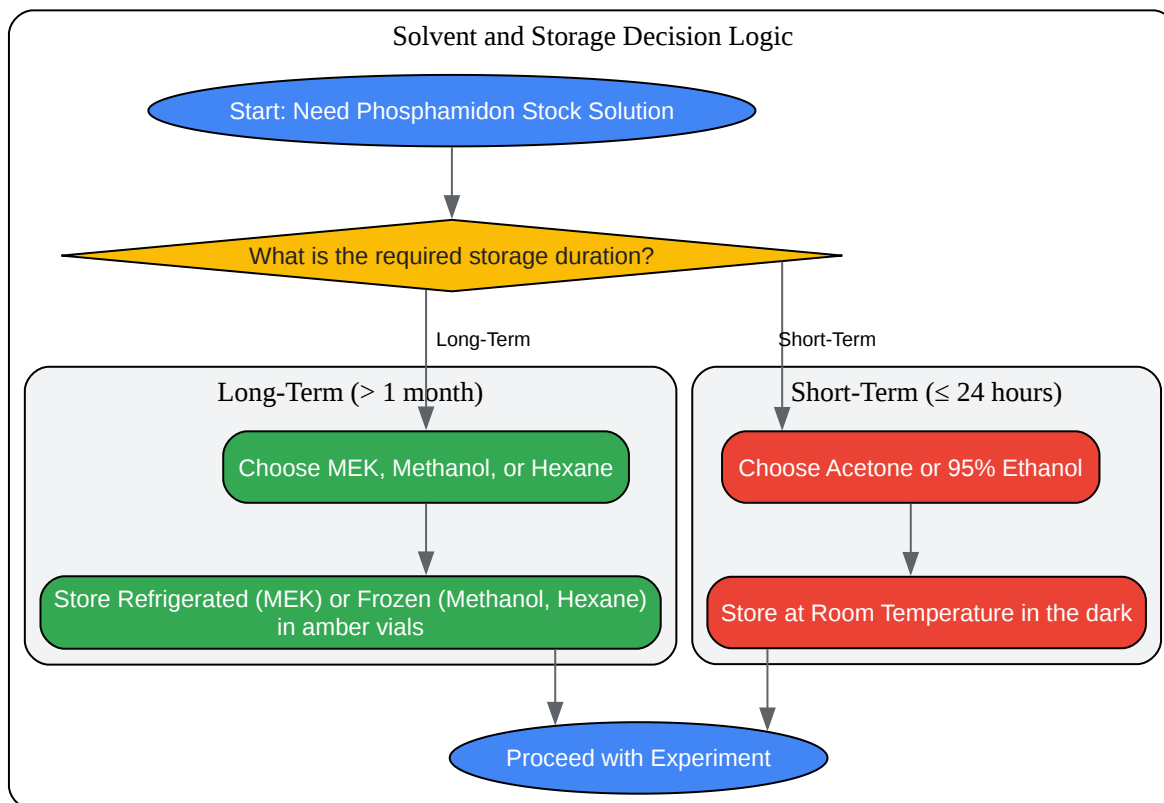 Solvent and Storage Decision Logic
Start: Need Phosphamidon Stock Solution
What is the required storage duration?
Long-Term
Short-Term
Long-Term (> 1 month)
Choose MEK, Methanol, or Hexane
Store Refrigerated (MEK) or Frozen (Methanol, Hexane)
in amber vials
Short-Term (≤ 24 hours)
Choose Acetone or 95% Ethanol
Store at Room Temperature in the dark
Proceed with Experiment